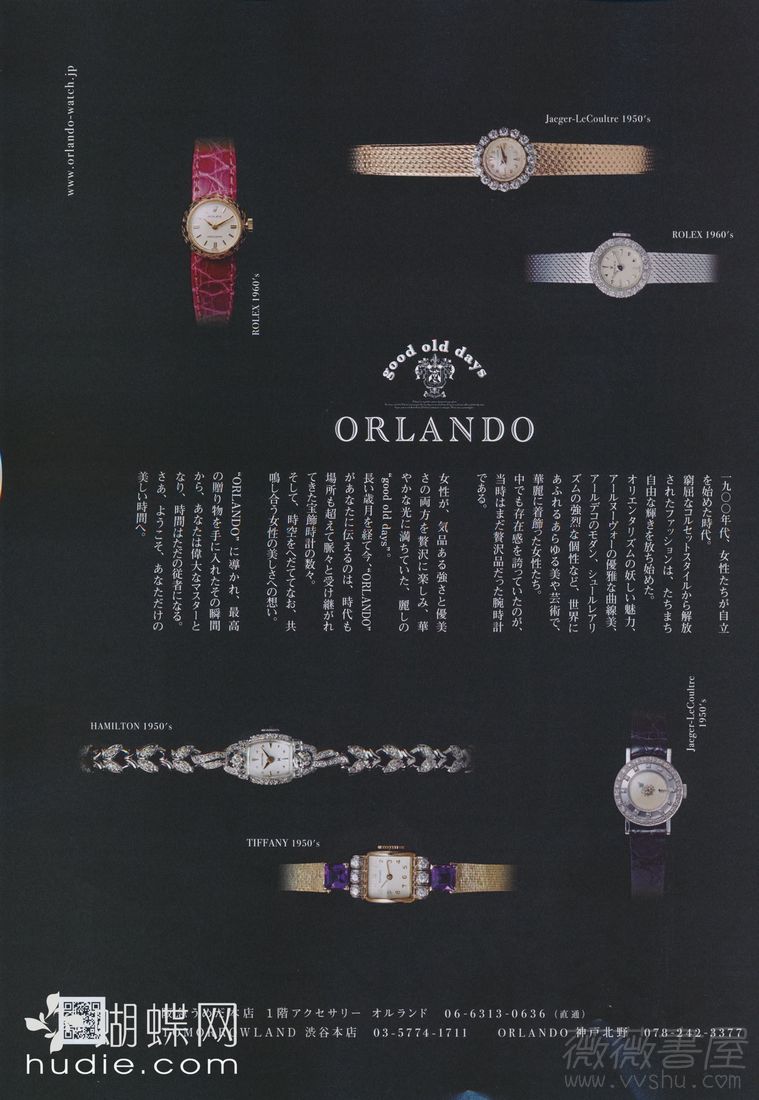 www.orlando-watch.jp
Jaeger-LeCoultre 1950's
ROLEX 1960's
ROLEX 1960's
good old days
ORLANDO
一九〇〇年代、女性たちが自立
を始めた時代。
窮屈なコルセットスタイルから解放
されたファッションは、たちまち
自由な輝きを放ち始めた。
オリエンタリズムの妖しい魅力、
アールヌーヴォーの優雅な曲線美、
アールデコのモダン、シュールレアリ
ズムの強烈な個性など、世界に
あふれるあらゆる美や芸術で、
華麗に着飾った女性たち。
中でも存在感を誇っていたのが、
当時はまだ贅沢品だった腕時計
である。
女性が、気品ある強さと優美
さの両方を贅沢に楽しみ、華
やかな光に満ちていた、麗しの
"good old days"。
長い歳月を経て今、"ORLANDO"
があなたに伝えるのは、時代も
場所も超えて脈々と受け継がれ
てきた宝飾時計の数々。
そして、時空をへだててなお、共
鳴し合う女性の美しさへの想い。
"ORLANDO" に導かれ、最高
の贈り物を手に入れたその瞬間
から、あなたは偉大なマスターと
なり、時間はただの従者になる。
さあ、ようこそ、あなただけの
美しい時間へ。
HAMILTON 1950's
Jaeger-LeCoultre
1950's
TIFFANY 1950's
本店 1階アクセサリー オルランド 06-6313-0636 (直通)
渋谷本店 03-5774-1711 ORLANDO 神戸北野 078-242-3377
蝴蝶网
hudie.com
薇薇書屋
www.vvshu.com